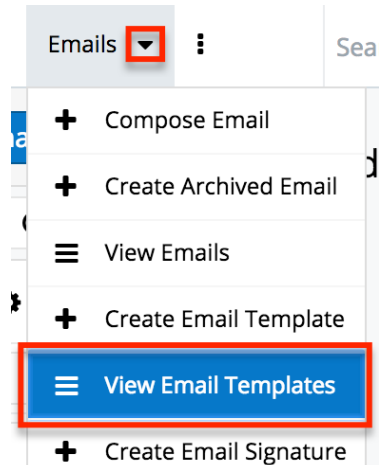 Emails
Sea
Compose Email
Create Archived Email
View Emails
Create Email Template
View Email Templates
Create Email Signature